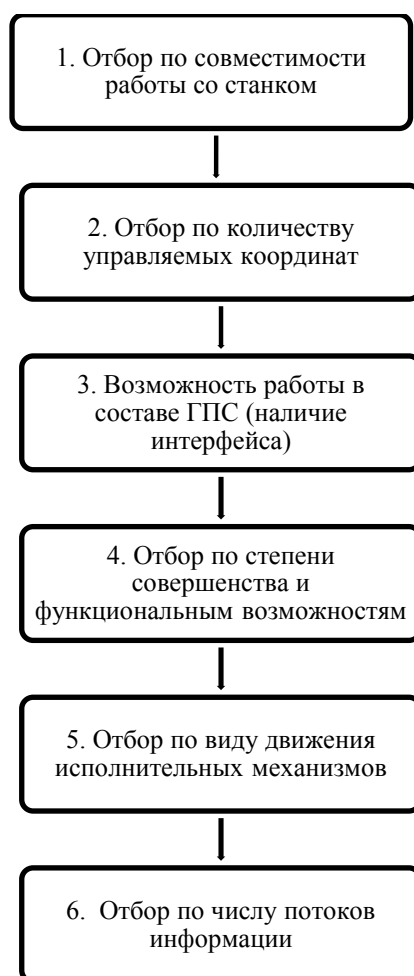 1. Отбор по совместимости
работы со станком
2. Отбор по количеству
управляемых координат
3. Возможность работы в
составе ГПС (наличие
интерфейса)
4. Отбор по степени
совершенства и
функциональным возможностям
5. Отбор по виду движения
исполнительных механизмов
6.  Отбор по числу потоков
информации